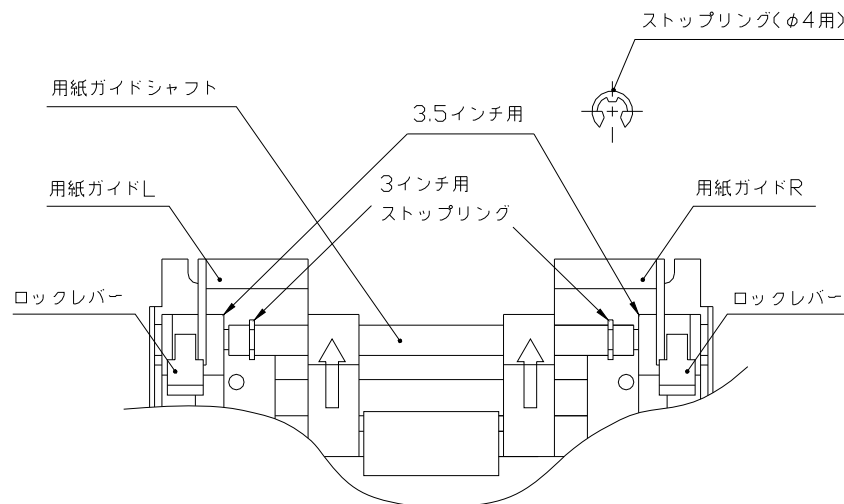 ストップリング(φ4用)
用紙ガイドシャフト
3.5インチ用
用紙ガイドL
3インチ用
ストップリング
用紙ガイドR
ロックレバー
ロックレバー